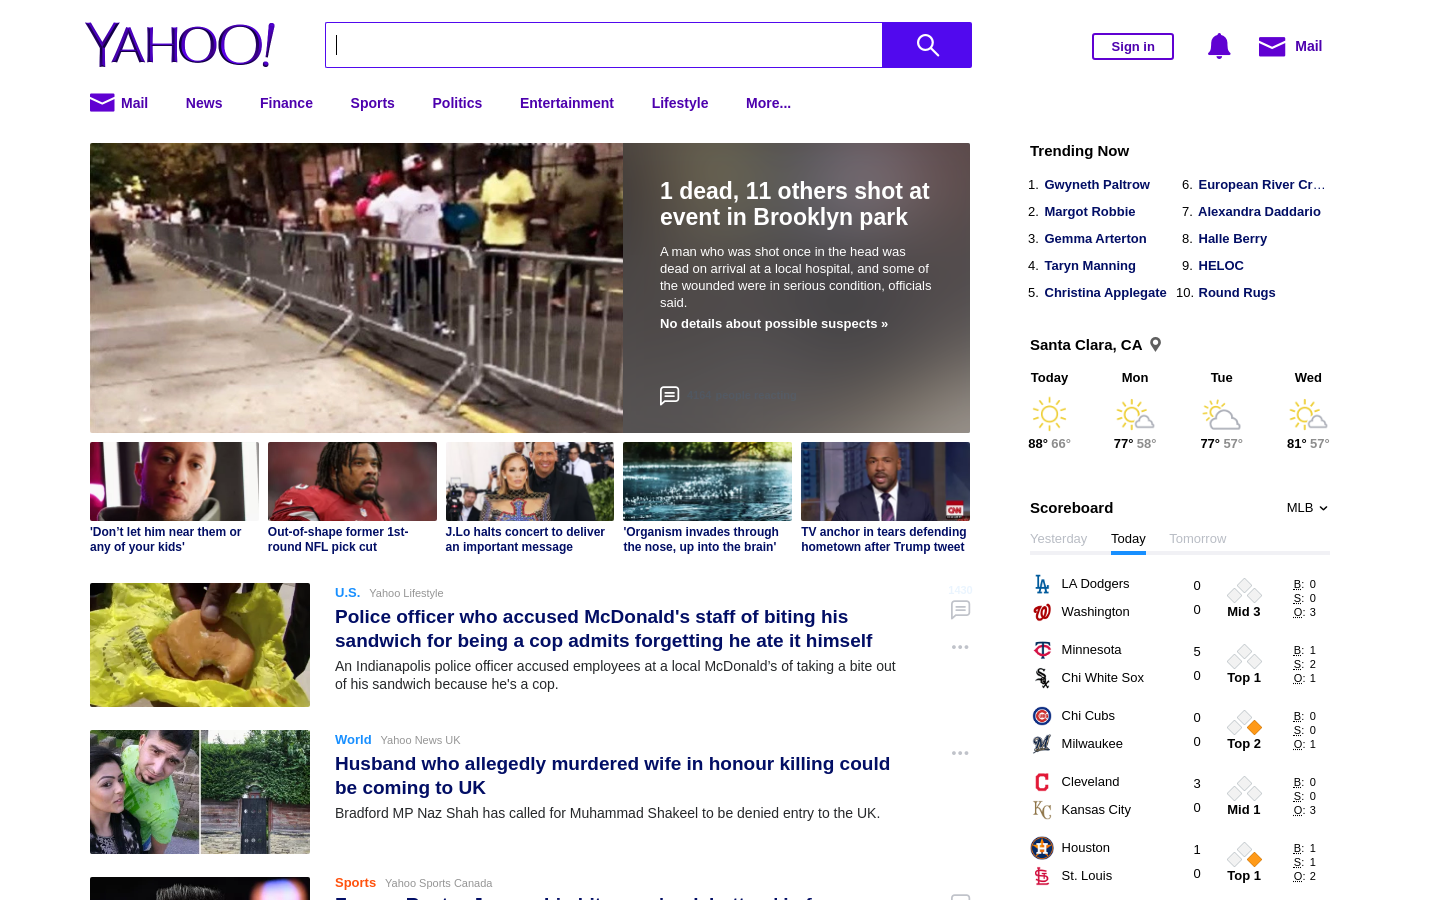 YAHOO!
Sign in
Mail
Mail
News
Finance
Sports
Politics
Entertainment
Lifestyle
More...
1 dead, 11 others shot at
event in Brooklyn park
A man who was shot once in the head was
dead on arrival at a local hospital, and some of
the wounded were in serious condition, officials
said.
No details about possible suspects »
'Don’t let him near them or
any of your kids'
Out-of-shape former 1st-
round NFL pick cut
J.Lo halts concert to deliver
an important message
'Organism invades through
the nose, up into the brain'
CNN
TV anchor in tears defending
hometown after Trump tweet
U.S. Yahoo Lifestyle
Police officer who accused McDonald's staff of biting his
sandwich for being a cop admits forgetting he ate it himself
An Indianapolis police officer accused employees at a local McDonald’s of taking a bite out
of his sandwich because he's a cop.
1430
World Yahoo News UK
Husband who allegedly murdered wife in honour killing could
be coming to UK
Bradford MP Naz Shah has called for Muhammad Shakeel to be denied entry to the UK.
Sports Yahoo Sports Canada
Trending Now
1. Gwyneth Paltrow
2. Margot Robbie
3. Gemma Arterton
4. Taryn Manning
5. Christina Applegate
6. European River Cr...
7. Alexandra Daddario
8. Halle Berry
9. HELOC
10. Round Rugs
Santa Clara, CA
Today Mon Tue Wed
88° 66° 77° 58° 77° 57° 81° 57°
Scoreboard
MLB
Yesterday Today Tomorrow
LA Dodgers 0
Washington 0
Mid 3
B: 0
S: 0
O: 3
Minnesota 5
Chi White Sox 0
Top 1
B: 1
S: 2
O: 1
Chi Cubs 0
Milwaukee 0
Top 2
B: 0
S: 0
O: 1
Cleveland 3
Kansas City 0
Mid 1
B: 0
S: 0
O: 3
Houston 1
St. Louis 0
Top 1
B: 1
S: 1
O: 2